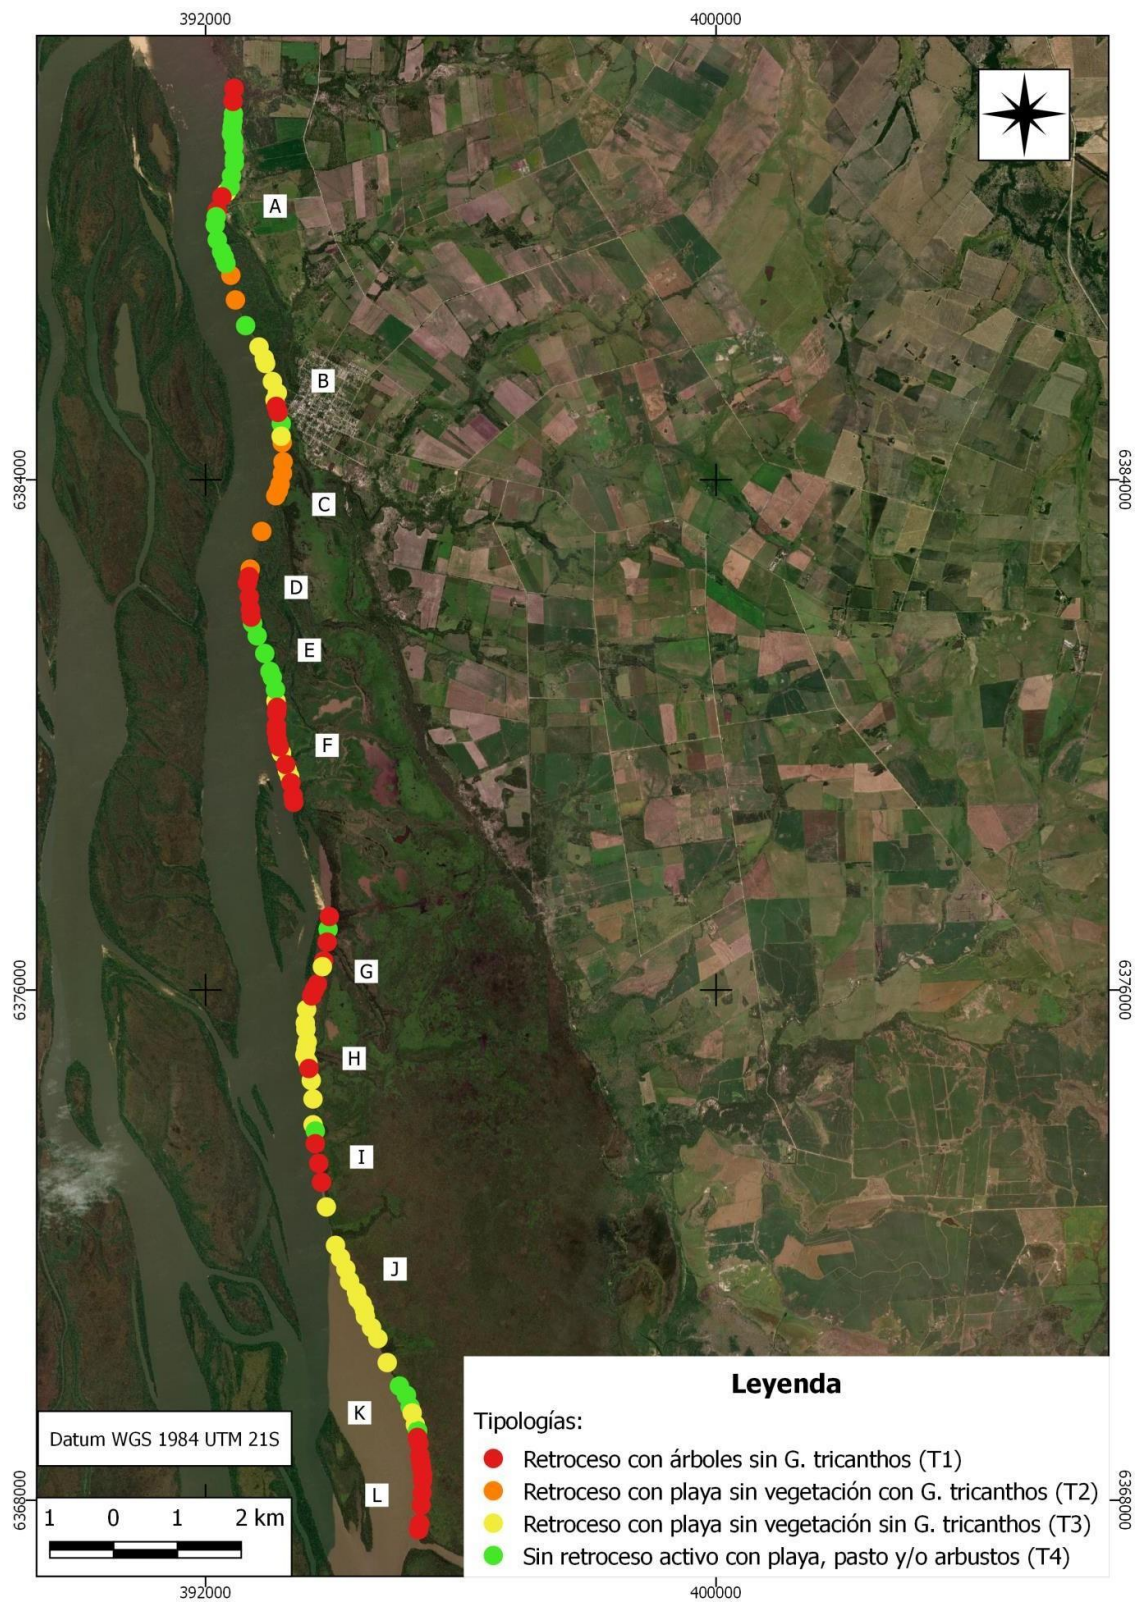 392000
400000
A
B
6384000
6384000
C
D
E
F
G
6376000
6376000
H
I
J
K
L
Datum WGS 1984 UTM 21S
1 0 1 2 km
Leyenda
Tipologías:
Retroceso con árboles sin G. tricanthos (T1)
Retroceso con playa sin vegetación con G. tricanthos (T2)
Retroceso con playa sin vegetación sin G. tricanthos (T3)
Sin retroceso activo con playa, pasto y/o arbustos (T4)
6368000
6368000
392000
400000